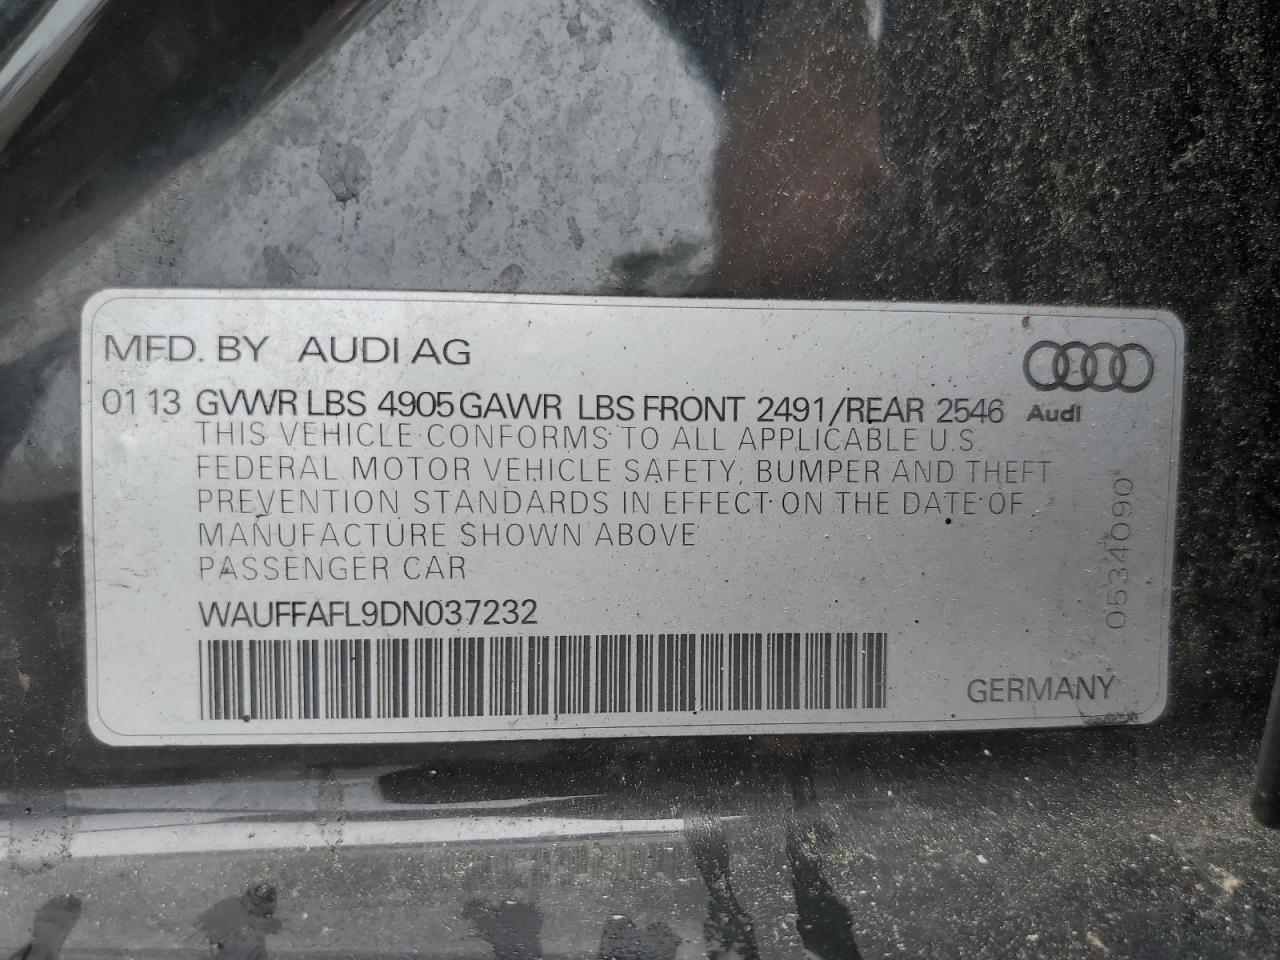 MFD. BY AUDI AG
01 13 GVWR LBS 4905 GAWR LBS FRONT 2491/REAR 2546
Audi
THIS VEHICLE CONFORMS TO ALL APPLICABLE U.S
FEDERAL MOTOR VEHICLE SAFETY, BUMPER AND THEFT
PREVENTION STANDARDS IN EFFECT ON THE DATE OF
MANUFACTURE SHOWN ABOVE
PASSENGER CAR
WAUFFAFL9DN037232
GERMANY
0534090